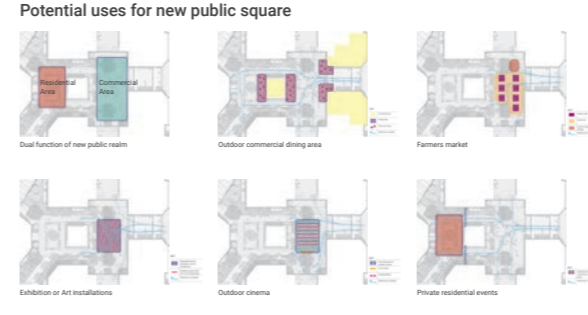 Potential uses for new public square
Residential
Area
Commercial
Area
Dual function of new public realm
Outdoor commercial dining area
Farmers market
Exhibition or Art installations
Outdoor cinema
Private residential events